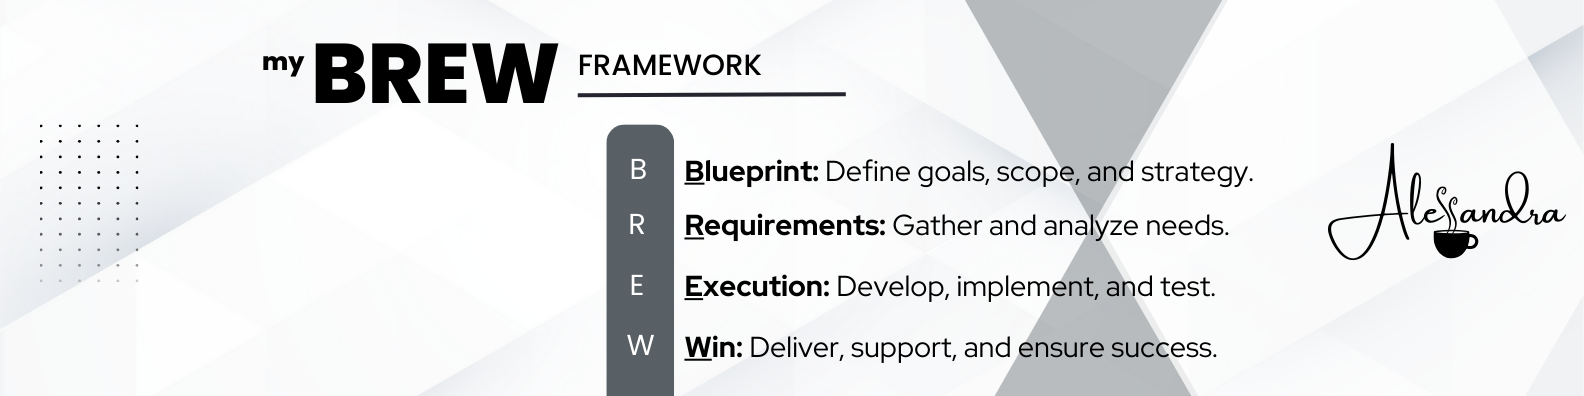 my BREW FRAMEWORK
B Blueprint: Define goals, scope, and strategy.
R Requirements: Gather and analyze needs.
E Execution: Develop, implement, and test.
W Win: Deliver, support, and ensure success.
Alessandra